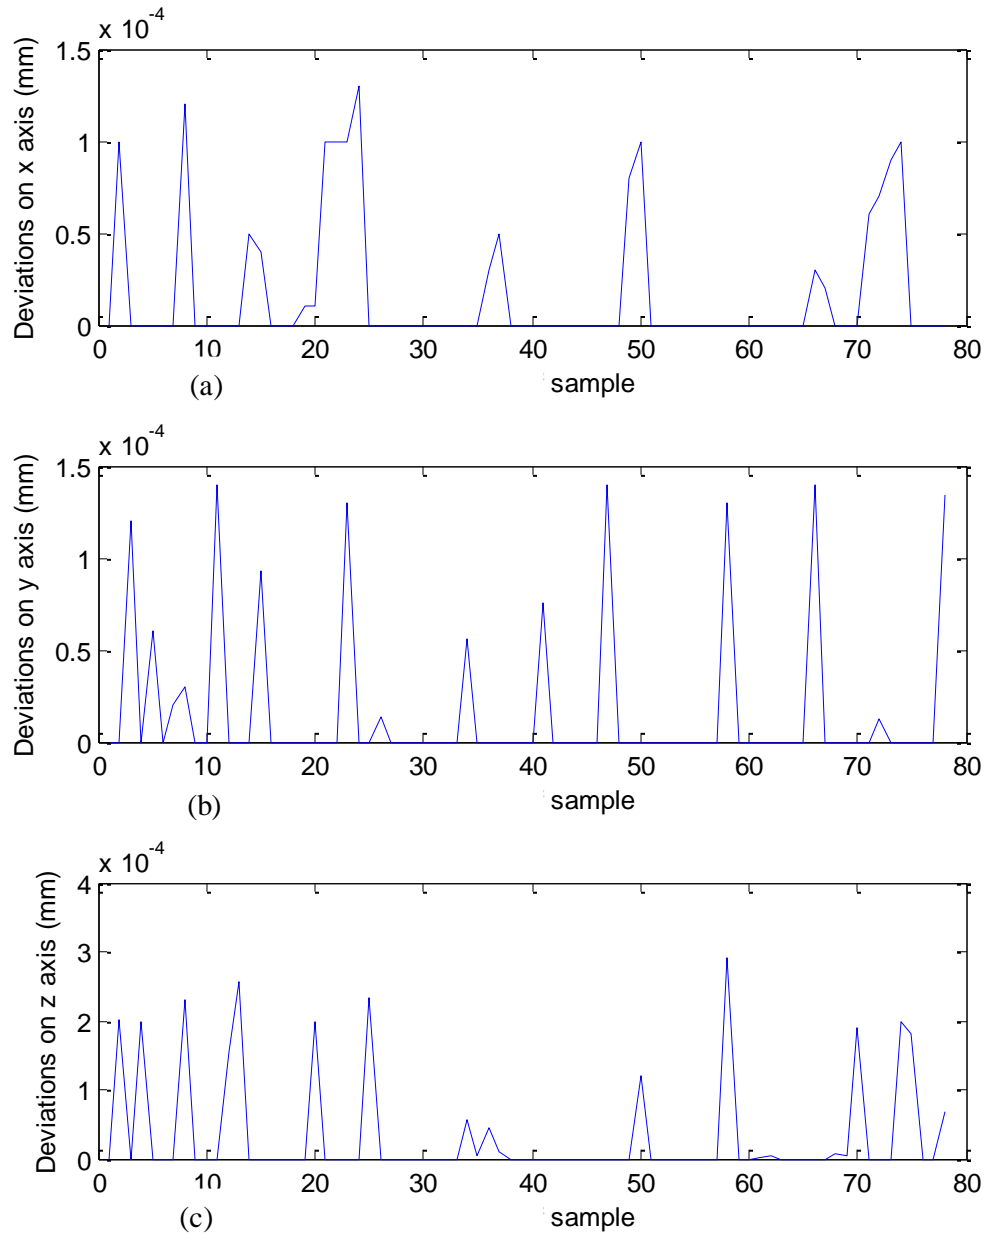 x 10-4
Deviations on x axis (mm)
1.5
1
0.5
0
0 10 20 30 40 50 60 70 80
(a)
sample
x 10-4
Deviations on y axis (mm)
1.5
1
0.5
0
0 10 20 30 40 50 60 70 80
(b)
sample
x 10-4
Deviations on z axis (mm)
4
3
2
1
0
0 10 20 30 40 50 60 70 80
(c)
sample